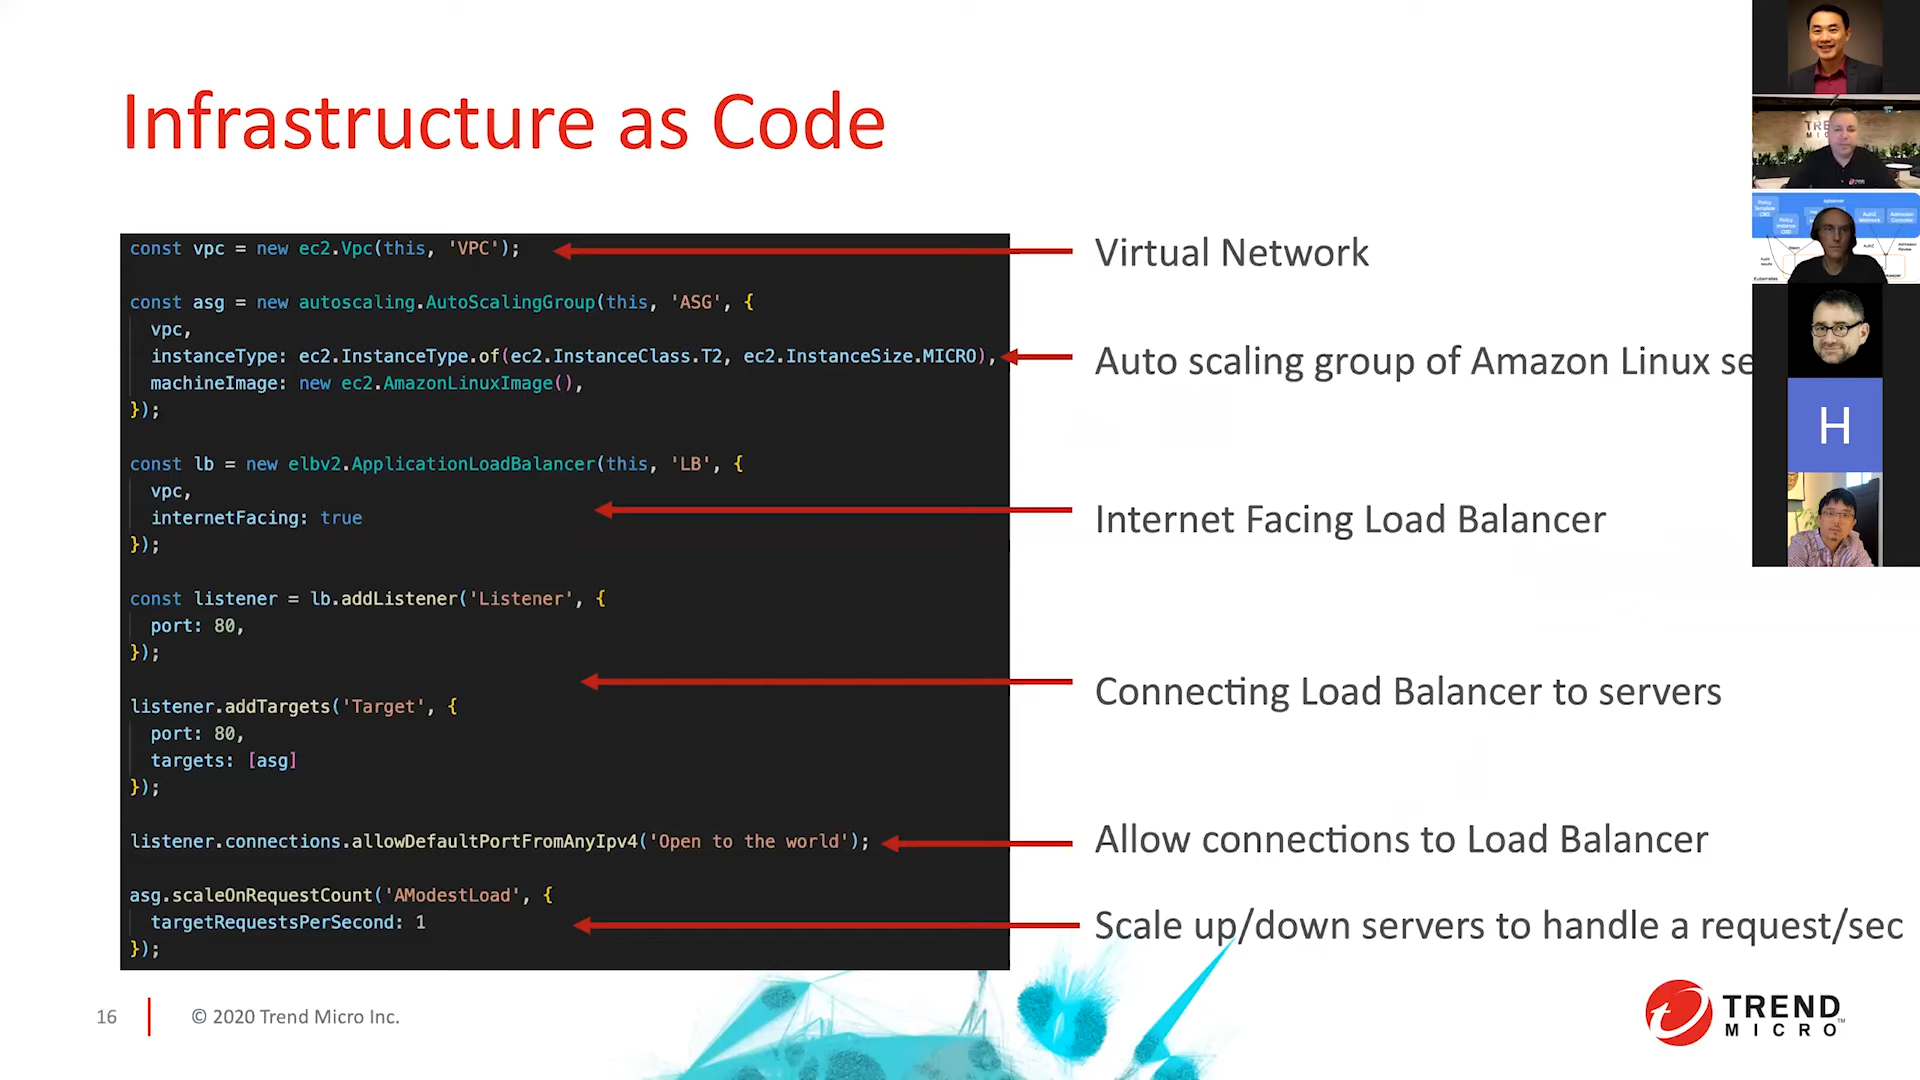 Infrastructure as Code
const vpc = new ec2.Vpc(this, 'VPC');
const asg = new autoscaling.AutoScalingGroup(this, 'ASG', {
vpc,
instanceType: ec2.InstanceType.of(ec2.InstanceClass.T2, ec2.InstanceSize.MICRO),
machineImage: new ec2.AmazonLinuxImage(),
});
const lb = new elbv2.ApplicationLoadBalancer(this, 'LB', {
vpc,
internetFacing: true
});
const listener = lb.addListener('Listener', {
port: 80,
});
listener.addTargets('Target', {
port: 80,
targets: [asg]
});
listener.connections.allowDefaultPortFromAnyIpv4('Open to the world');
asg.scaleOnRequestCount('AModestLoad', {
targetRequestsPerSecond: 1
});
Virtual Network
Auto scaling group of Amazon Linux se
Internet Facing Load Balancer
Connecting Load Balancer to servers
Allow connections to Load Balancer
Scale up/down servers to handle a request/sec
16
© 2020 Trend Micro Inc.
TREND
MICRO™
H